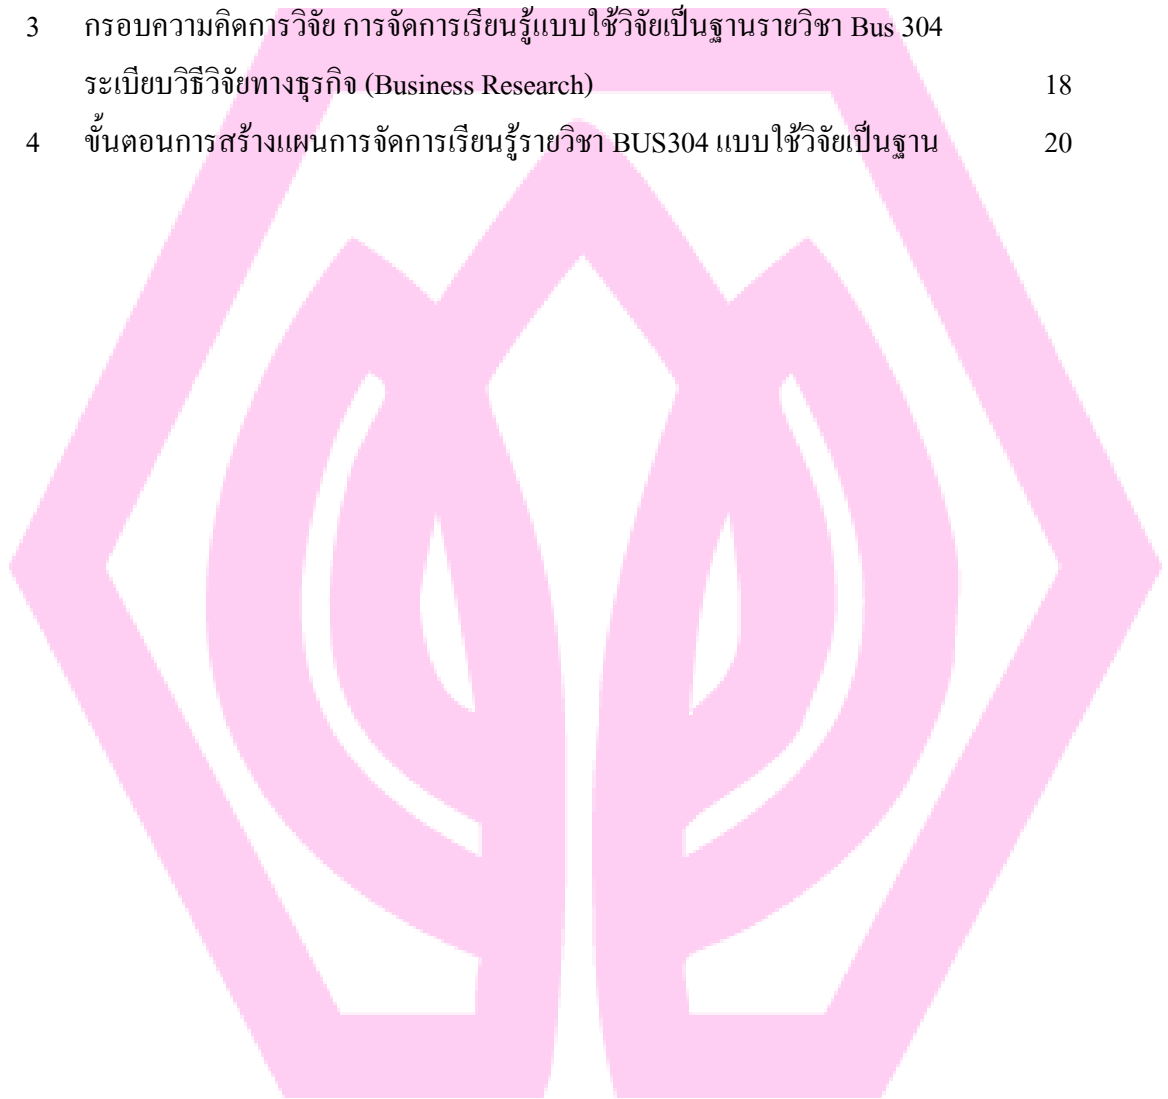 3 กรอบความคิดการวิจัย การจัดการเรียนรู้แบบใช้วิจัยเป็นฐานรายวิชา Bus 304
ระเบียบวิธีวิจัยทางธุรกิจ (Business Research) 18
4 ขั้นตอนการสร้างแผนการจัดการเรียนรู้รายวิชา BUS304 แบบใช้วิจัยเป็นฐาน 20